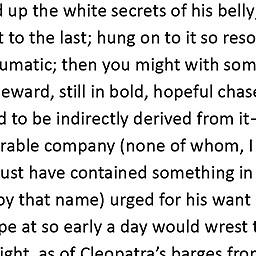 up the white secrets of his belly,
to the last; hung on to it so reso
umatic; then you might with som
eward, still in bold, hopeful chase
d to be indirectly derived from it–
rable company (none of whom, I
ust have contained something in
by that name) urged for his want
pe at so early a day would wrest t
ight, as of Cleopatra's barges from